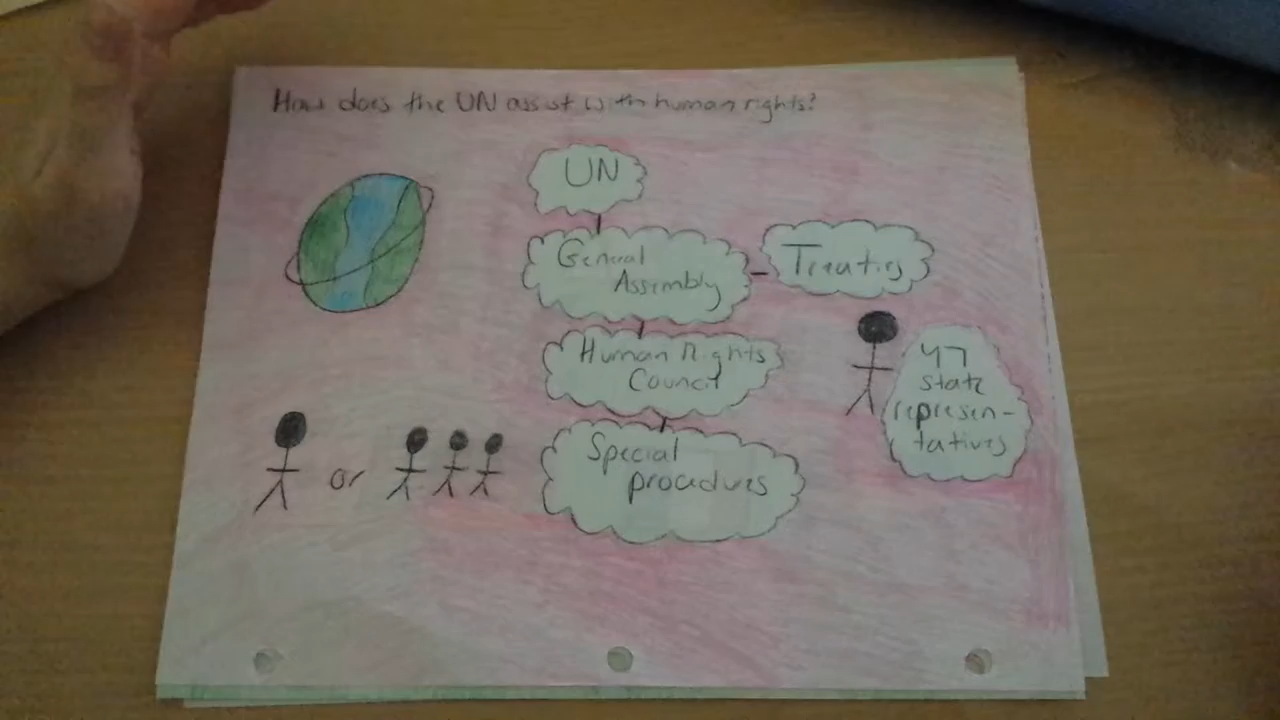 How does the UN assist with human rights?
UN
General
Assembly
Treaties
Human Rights
Council
47
state
represen-
tatives
Special
procedures
or